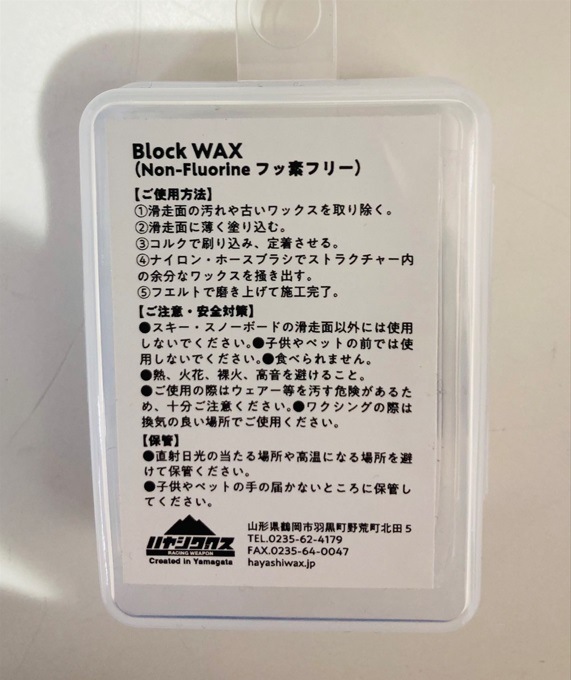 Block WAX
（Non-Fluorine フッ素フリー）
【ご使用方法】
①滑走面の汚れや古いワックスを取り除く。
②滑走面に薄く塗り込む。
③コルクで刷り込み、定着させる。
④ナイロン・ホースブラシでストラクチャー内
の余分なワックスを掻き出す。
⑤フエルトで磨き上げて施工完了。
【ご注意・安全対策】
●スキー・スノーボードの滑走面以外には使用
しないでください。●子供やペットの前では使
用しないでください。●食べられません。
●熱、火花、裸火、高音を避けること。
●ご使用の際はウェアー等を汚す危険があるた
め、十分ご注意ください。●ワクシングの際は
換気の良い場所でご使用ください。
【保管】
●直射日光の当たる場所や高温になる場所を避
けて保管ください。
●子供やペットの手の届かないところに保管し
てください。
ハヤシワックス
RACING WEAPON
Created in Yamagata
山形県鶴岡市羽黒町野荒町北田５
TEL.0235-62-4179
FAX.0235-64-0047
hayashiwax.jp